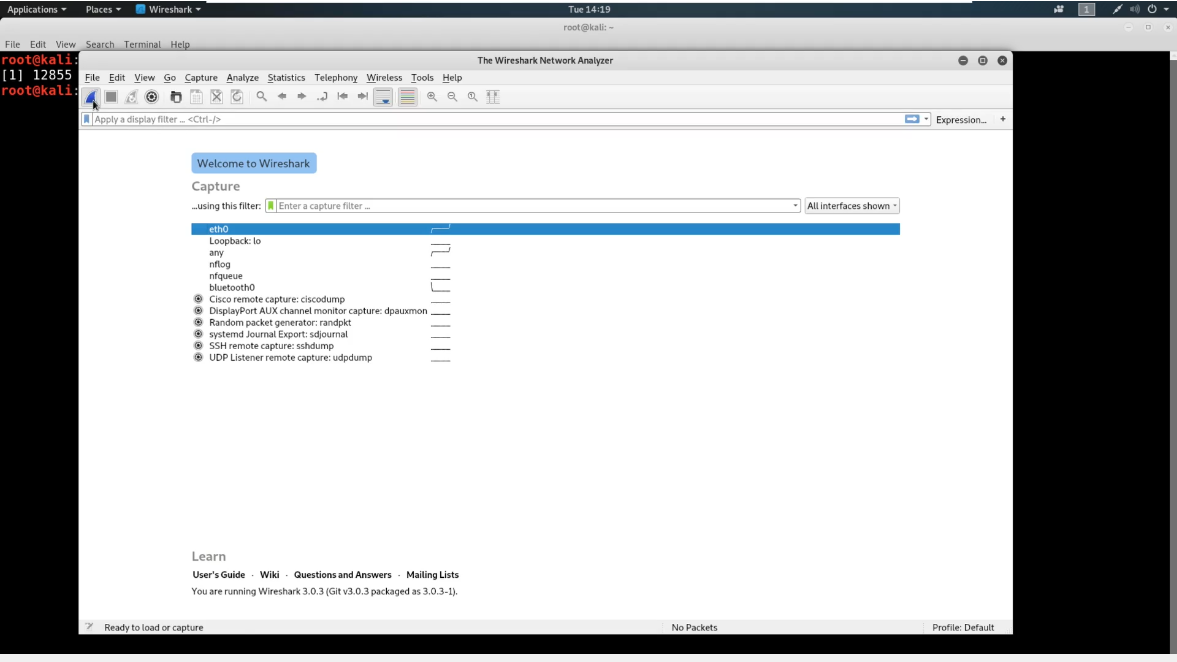 Applications Places Wireshark Tue 14:19 1
root@kali: ~
File Edit View Search Terminal Help
root@kali:
[1] 12855
root@kali:
The Wireshark Network Analyzer
File Edit View Go Capture Analyze Statistics Telephony Wireless Tools Help
Apply a display filter ... <Ctrl-/> Expression... +
Welcome to Wireshark
Capture
...using this filter: Enter a capture filter ... All interfaces shown
eth0
Loopback: lo
any
nflog
nfqueue
bluetooth0
Cisco remote capture: ciscodump
DisplayPort AUX channel monitor capture: dpauxmon
Random packet generator: randpkt
systemd Journal Export: sdjournal
SSH remote capture: sshdump
UDP Listener remote capture: udpdump
Learn
User's Guide · Wiki · Questions and Answers · Mailing Lists
You are running Wireshark 3.0.3 (Git v3.0.3 packaged as 3.0.3-1).
Ready to load or capture No Packets Profile: Default